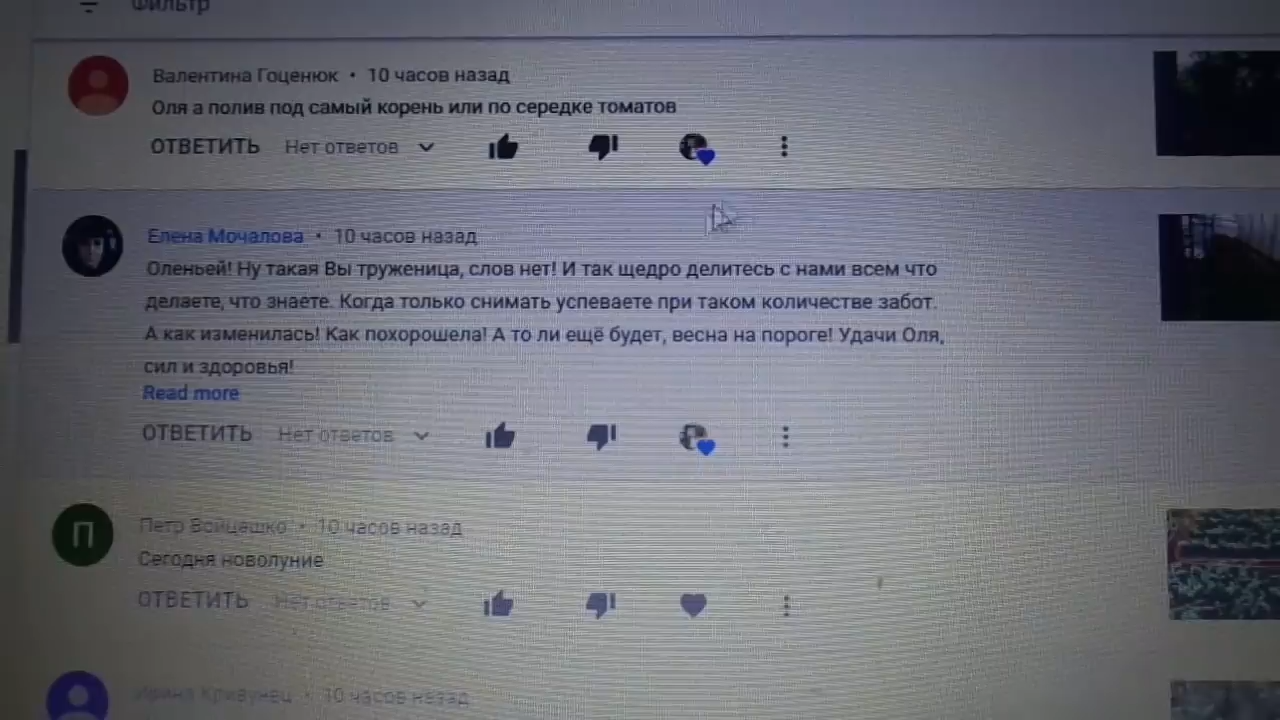 Фильтр
Валентина Гоценюк • 10 часов назад
Оля а полив под самый корень или по середке томатов
ОТВЕТИТЬ Нет ответов
Елена Мочалова • 10 часов назад
Оленьей! Ну такая Вы труженица, слов нет! И так щедро делитесь с нами всем что
делаете, что знаете. Когда только снимать успеваете при таком количестве забот.
А как изменилась! Как похорошела! А то ли ещё будет, весна на пороге! Удачи Оля,
сил и здоровья!
Read more
ОТВЕТИТЬ Нет ответов
П
Петр Войцешко • 10 часов назад
Сегодня новолуние
ОТВЕТИТЬ Нет ответов
Ирина Кривунец • 10 часов назад